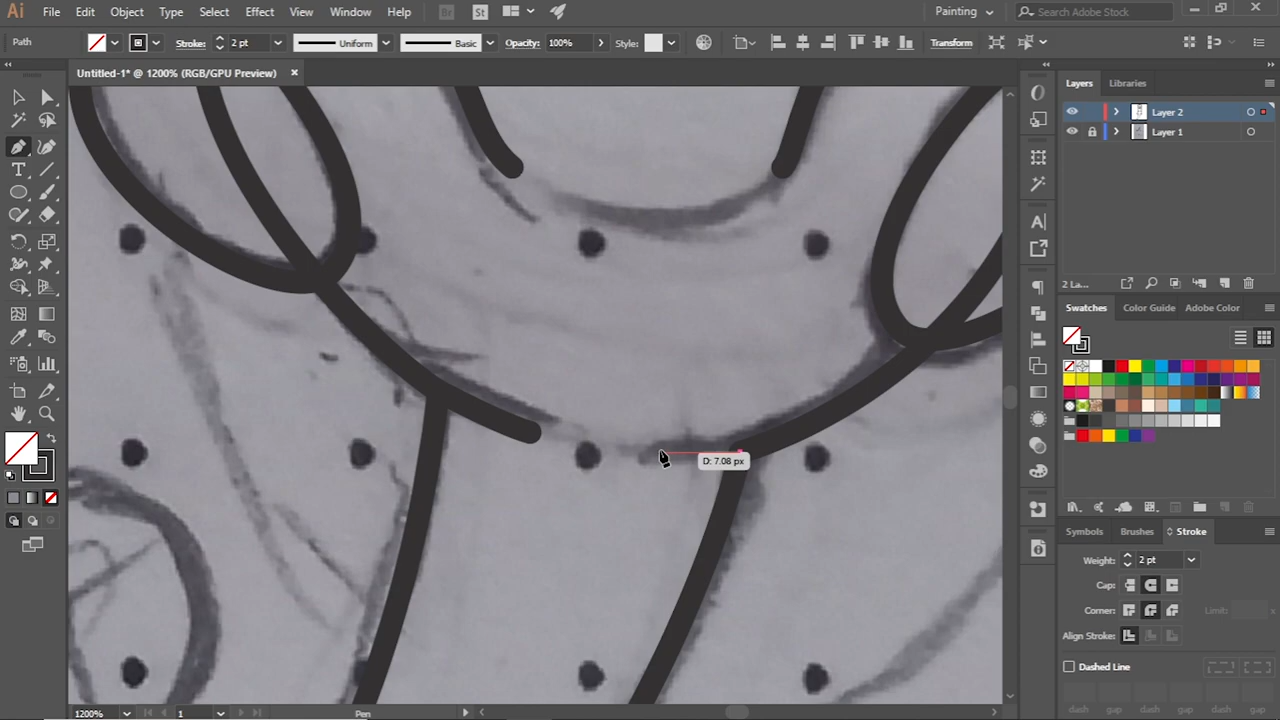 Ai File Edit Object Type Select Effect View Window Help Br St Painting Search Adobe Stock
Path Stroke: 2 pt Uniform Basic Opacity: 100% Style: Transform
Untitled-1* @ 1200% (RGB/GPU Preview) ×
Layers Libraries
Layer 2
Layer 1
2 La...
Swatches Color Guide Adobe Color
D: 7.08 px
Symbols Brushes Stroke
Weight: 2 pt
Cap:
Corner: Limit: x
Align Stroke:
Dashed Line
dash gap dash gap dash gap
1200% 1 Pen